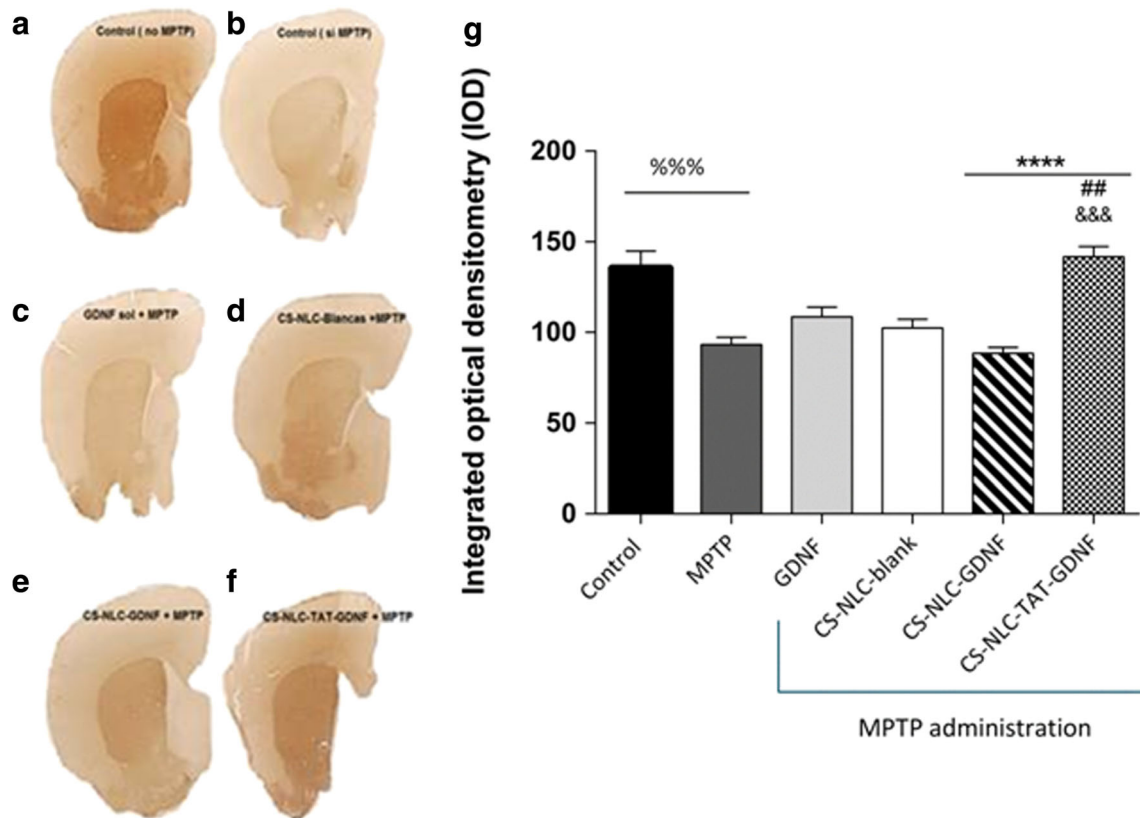 a
Control ( no MPTP)
b
Control (si MPTP)
c
GDNF sol + MPTP
d
CS-NLC-Blancas +MPTP
e
CS-NLC-GDNF + MPTP
f
CS-NLC-TAT-GDNF + MPTP
g
Integrated optical densitometry (IOD)
200
150
100
50
0
%%%
****
##
&&&
Control
MPTP
GDNF
CS-NLC-blank
CS-NLC-GDNF
CS-NLC-TAT-GDNF
MPTP administration